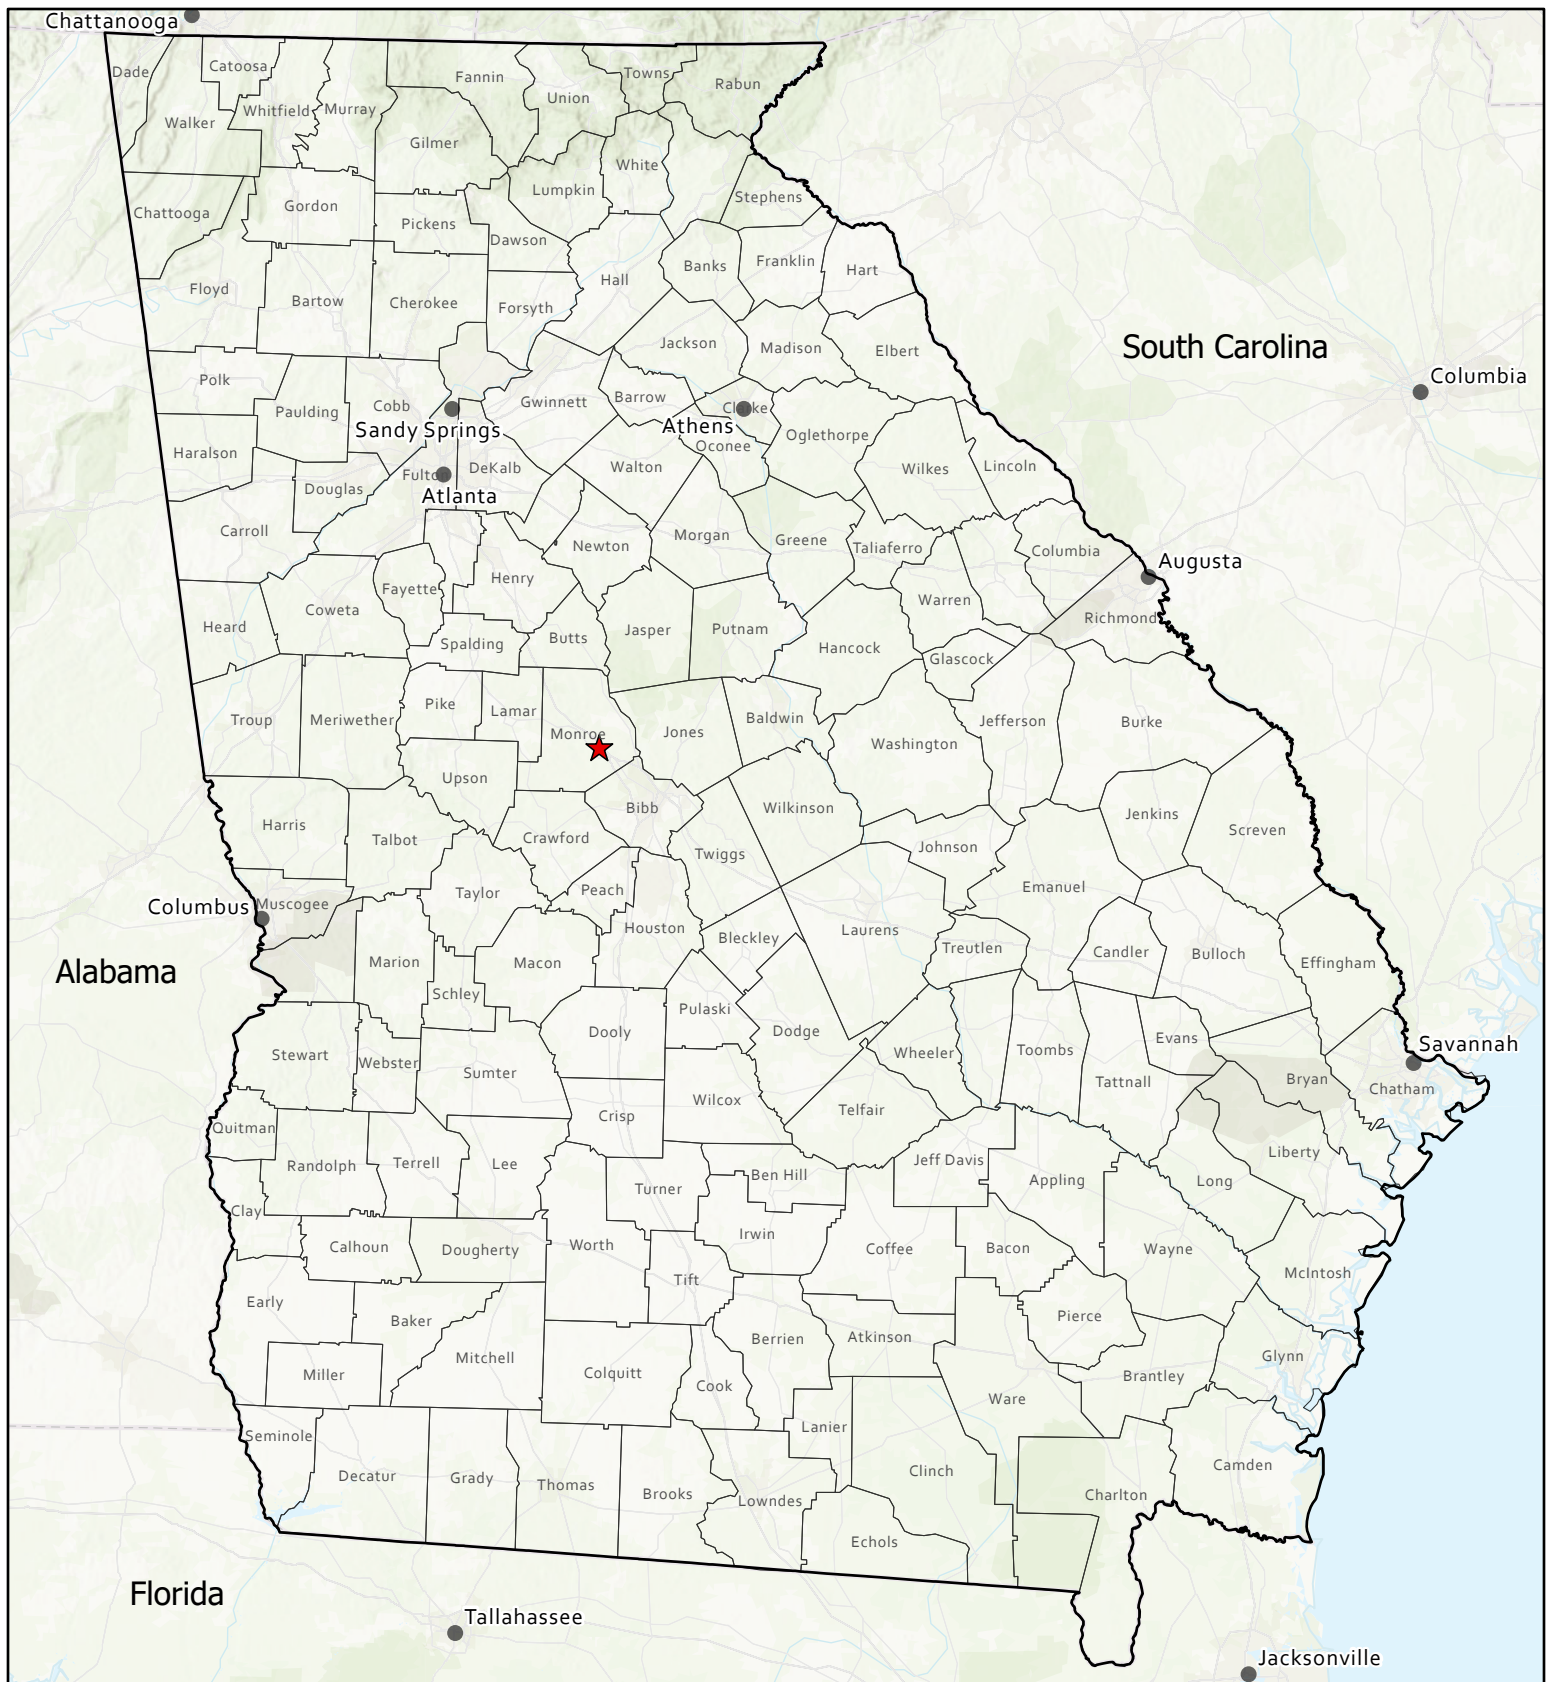 Chattanooga
Dade
Catoosa
Fannin
Towns
Rabun
Union
Whitfield
Murray
Walker
Gilmer
White
Lumpkin
Stephens
Chattooga
Gordon
Pickens
Dawson
Banks
Franklin
Hart
Hall
Floyd
Bartow
Cherokee
Forsyth
Jackson
Madison
Elbert
South Carolina
Columbia
Polk
Paulding
Cobb
Gwinnett
Barrow
Clarke
Sandy Springs
Athens
Oconee
Oglethorpe
Haralson
Fulton
DeKalb
Walton
Wilkes
Lincoln
Douglas
Atlanta
Carroll
Newton
Morgan
Greene
Taliaferro
Columbia
Augusta
Fayette
Henry
Warren
Coweta
Richmond
Heard
Spalding
Butts
Jasper
Putnam
Hancock
Glascock
Troup
Meriwether
Pike
Lamar
Monroe
Jones
Baldwin
Washington
Jefferson
Burke
Upson
Bibb
Wilkinson
Jenkins
Screven
Harris
Talbot
Crawford
Twiggs
Johnson
Emanuel
Columbus
Muscogee
Taylor
Peach
Houston
Laurens
Bleckley
Treutlen
Candler
Bulloch
Effingham
Alabama
Marion
Macon
Schley
Pulaski
Dooly
Dodge
Wheeler
Toombs
Evans
Savannah
Stewart
Webster
Sumter
Tattnall
Bryan
Chatham
Wilcox
Crisp
Telfair
Quitman
Randolph
Terrell
Lee
Ben Hill
Jeff Davis
Appling
Liberty
Long
Turner
Clay
Calhoun
Dougherty
Worth
Irwin
Coffee
Bacon
Wayne
McIntosh
Tift
Early
Baker
Pierce
Berrien
Atkinson
Mitchell
Glynn
Miller
Colquitt
Cook
Ware
Brantley
Lanier
Seminole
Decatur
Grady
Thomas
Brooks
Lowndes
Clinch
Camden
Charlton
Echols
Florida
Tallahassee
Jacksonville